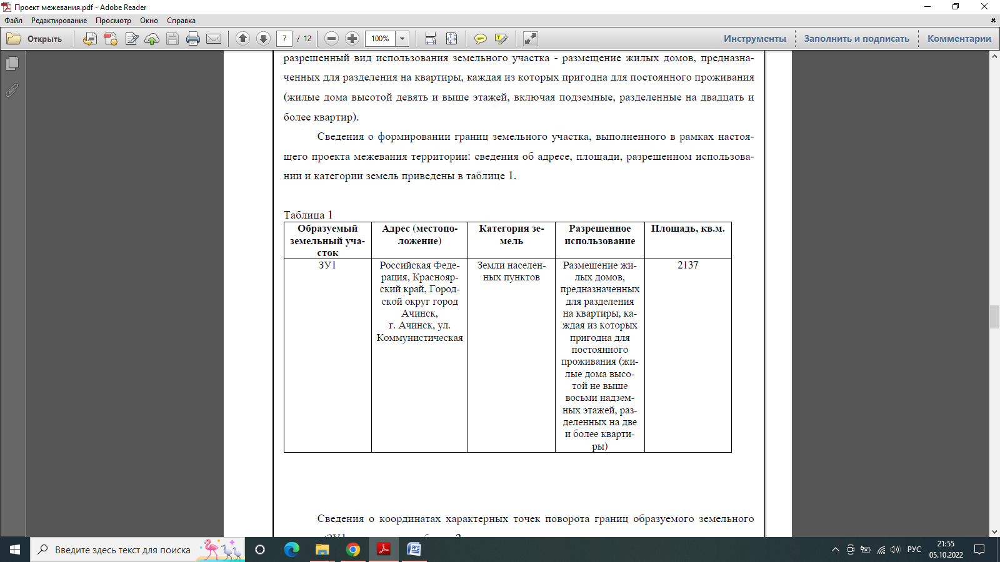 Проект межевания.pdf - Adobe Reader
Файл Редактирование Просмотр Окно Справка
Открыть 7 / 12 100% Инструменты Заполнить и подписать Комментарии
разрешенный вид использования земельного участка - размещение жилых домов, предназна-
ченных для разделения на квартиры, каждая из которых пригодна для постоянного проживания
(жилые дома высотой девять и выше этажей, включая подземные, разделенные на двадцать и
более квартир).
Сведения о формировании границ земельного участка, выполненного в рамках настоя-
щего проекта межевания территории: сведения об адресе, площади, разрешенном использова-
нии и категории земель приведены в таблице 1.
Таблица 1
Образуемый
земельный уча-
сток
Адрес (местопо-
ложение)
Категория зе-
мель
Разрешенное
использование
Площадь, кв.м.
ЗУ1
Российская Феде-
рация, Краснояр-
ский край, Город-
ской округ город
Ачинск,
г. Ачинск, ул.
Коммунистическая
Земли населен-
ных пунктов
Размещение жи-
лых домов,
предназначенных
для разделения
на квартиры, ка-
ждая из которых
пригодна для
постоянного
проживания (жи-
лые дома высо-
той не выше
восьми надзем-
ных этажей, раз-
деленных на две
и более кварти-
ры)
2137
Сведения о координатах характерных точек поворота границ образуемого земельного
Введите здесь текст для поиска
РУС
21:55
05.10.2022